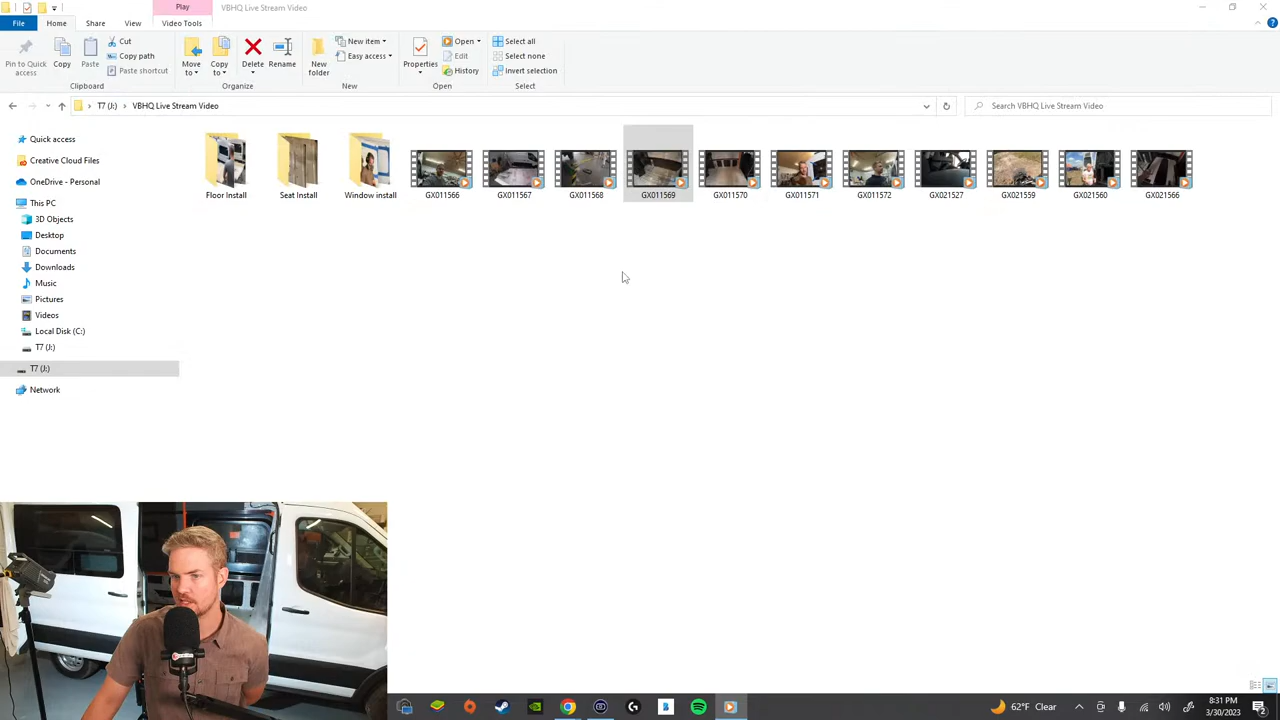 Play
VBHQ Live Stream Video
File
Home
Share
View
Video Tools
Pin to Quick access
Copy
Paste
Cut
Copy path
Paste shortcut
Clipboard
Move to
Copy to
Delete
Rename
Organize
New folder
New item
Easy access
New
Properties
Open
Edit
History
Open
Select all
Select none
Invert selection
Select
T7 (J:)
VBHQ Live Stream Video
Search VBHQ Live Stream Video
Quick access
Creative Cloud Files
OneDrive - Personal
This PC
3D Objects
Desktop
Documents
Downloads
Music
Pictures
Videos
Local Disk (C:)
T7 (J:)
T7 (J:)
Network
Floor Install
Seat Install
Window install
GX011566
GX011567
GX011568
GX011569
GX011570
GX011571
GX011572
GX021527
GX021559
GX021560
GX021566
62°F Clear
8:31 PM
3/30/2023